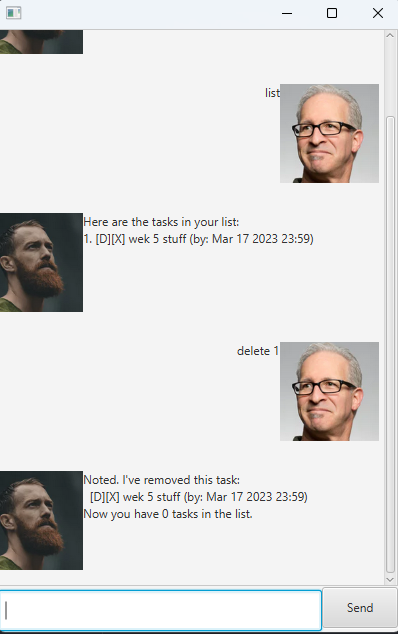 list
Here are the tasks in your list:
1. [D][X] wek 5 stuff (by: Mar 17 2023 23:59)
delete 1
Noted. I've removed this task:
[D][X] wek 5 stuff (by: Mar 17 2023 23:59)
Now you have 0 tasks in the list.
Send